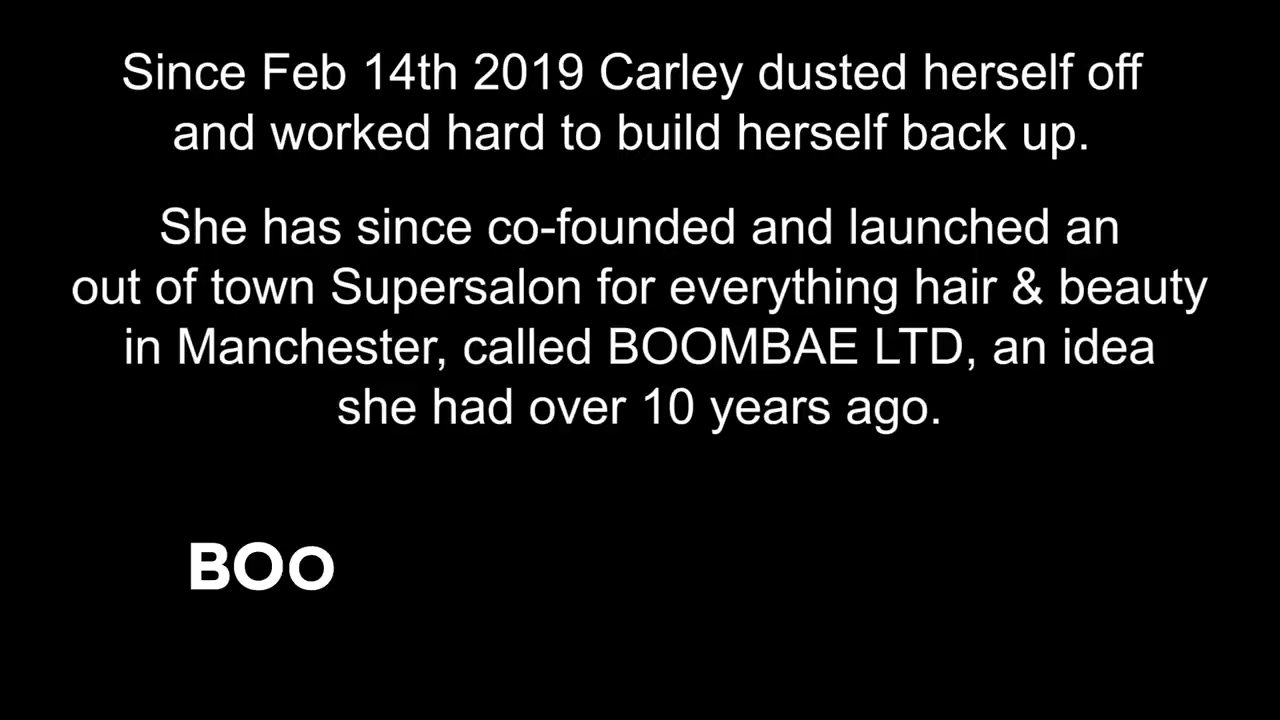 Since Feb 14th 2019 Carley dusted herself off
and worked hard to build herself back up.
She has since co-founded and launched an
out of town Supersalon for everything hair & beauty
in Manchester, called BOOMBAE LTD, an idea
she had over 10 years ago.
BOO